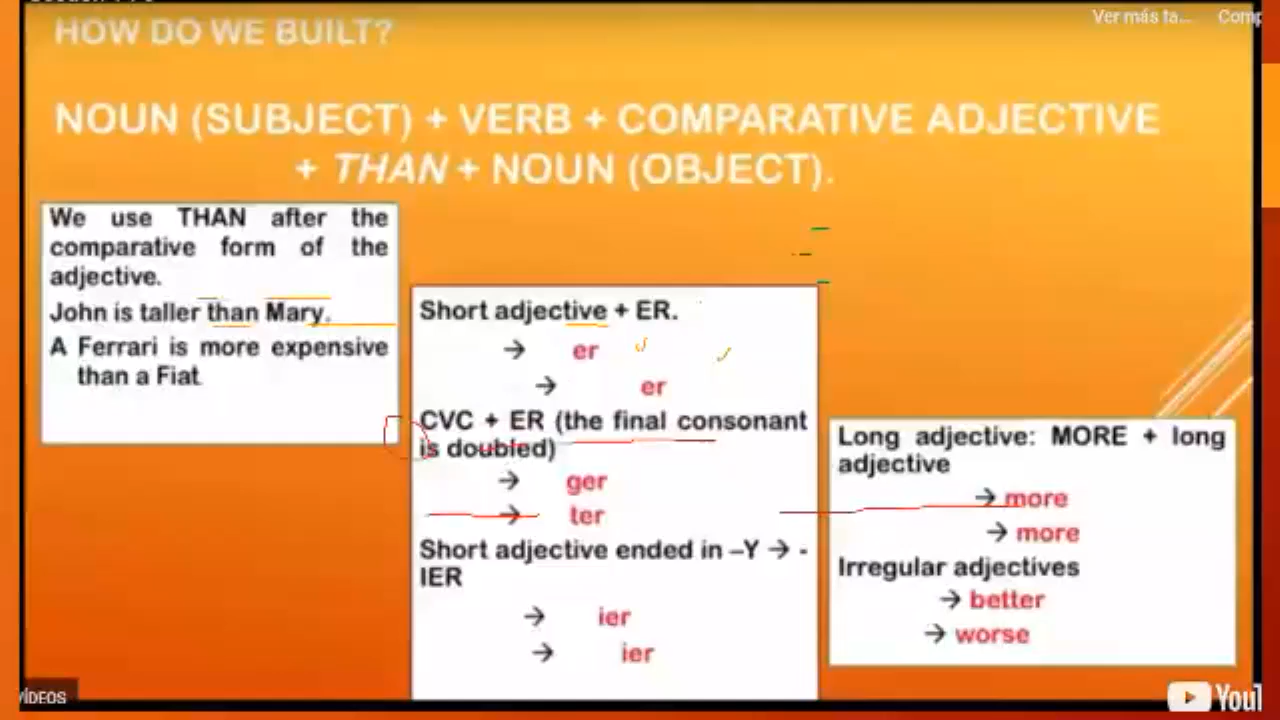 HOW DO WE BUILT?
Ver más ta...
NOUN (SUBJECT) + VERB + COMPARATIVE ADJECTIVE
+ THAN + NOUN (OBJECT).
We use THAN after the
comparative form of the
adjective.
John is taller than Mary.
A Ferrari is more expensive
than a Fiat
Short adjective + ER.
→ er
→ er
CVC + ER (the final consonant
is doubled)
→ ger
→ ter
Short adjective ended in –Y → -
IER
→ ier
→ ier
Long adjective: MORE + long
adjective
→ more
→ more
Irregular adjectives
→ better
→ worse
VÍDEOS